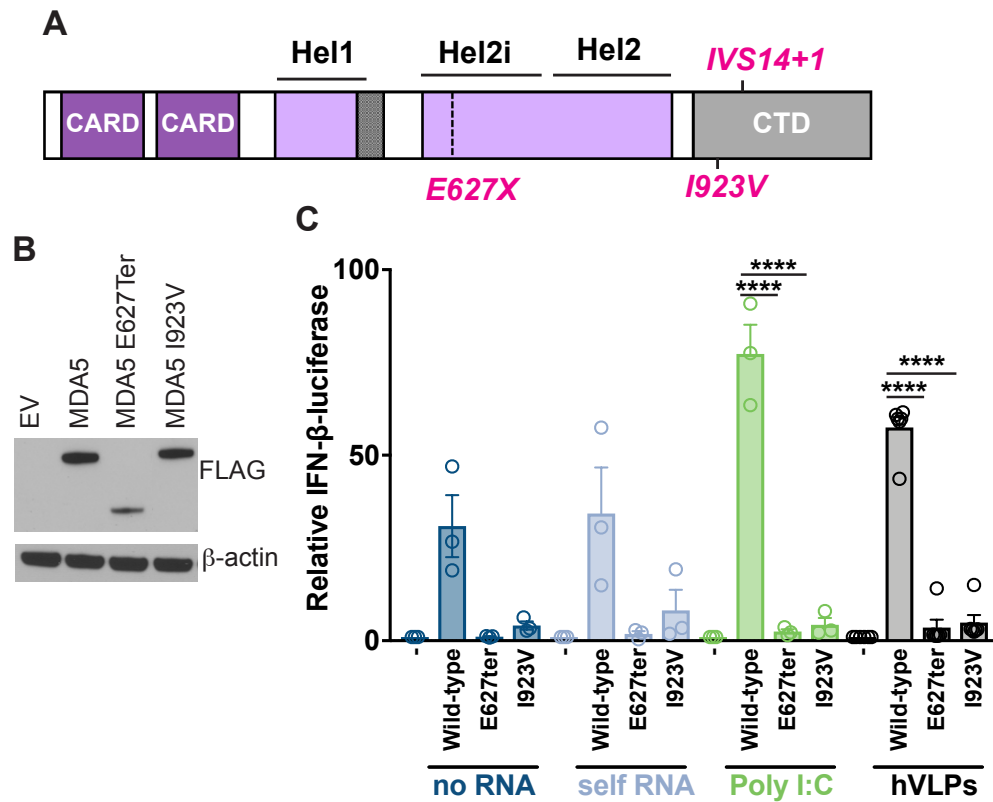 A
Hel1 Hel2i Hel2 IVS14+1
CARD CARD CTD
E627X I923V
B
EV
MDA5
MDA5 E627Ter
MDA5 I923V
FLAG
β-actin
C
Relative IFN-β-luciferase
100
50
0
**** 
****
****
****
- Wild-type E627ter I923V - Wild-type E627ter I923V - Wild-type E627ter I923V - Wild-type E627ter I923V
no RNA self RNA Poly I:C hVLPs